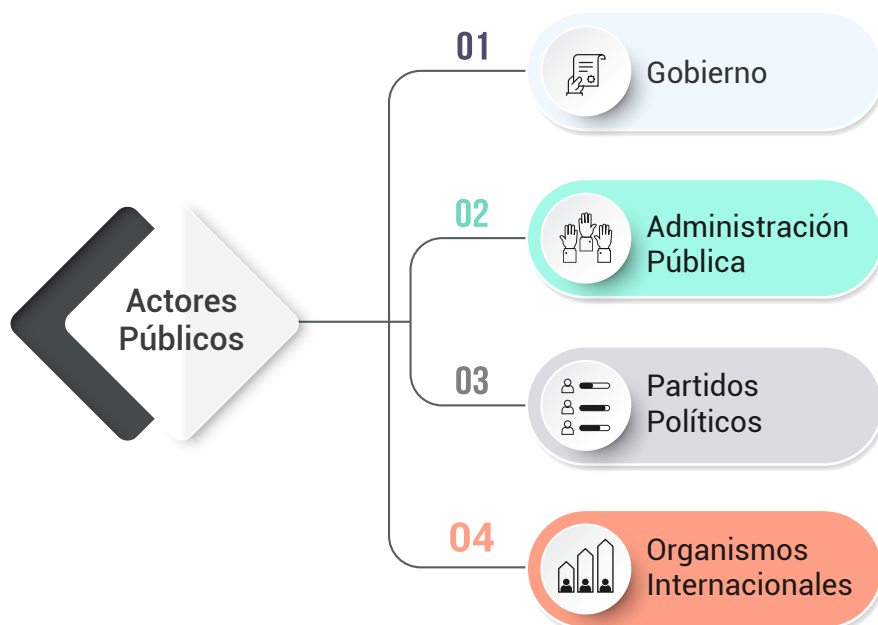 Actores
Públicos
01
Gobierno
02
Administración
Pública
03
Partidos
Políticos
04
Organismos
Internacionales